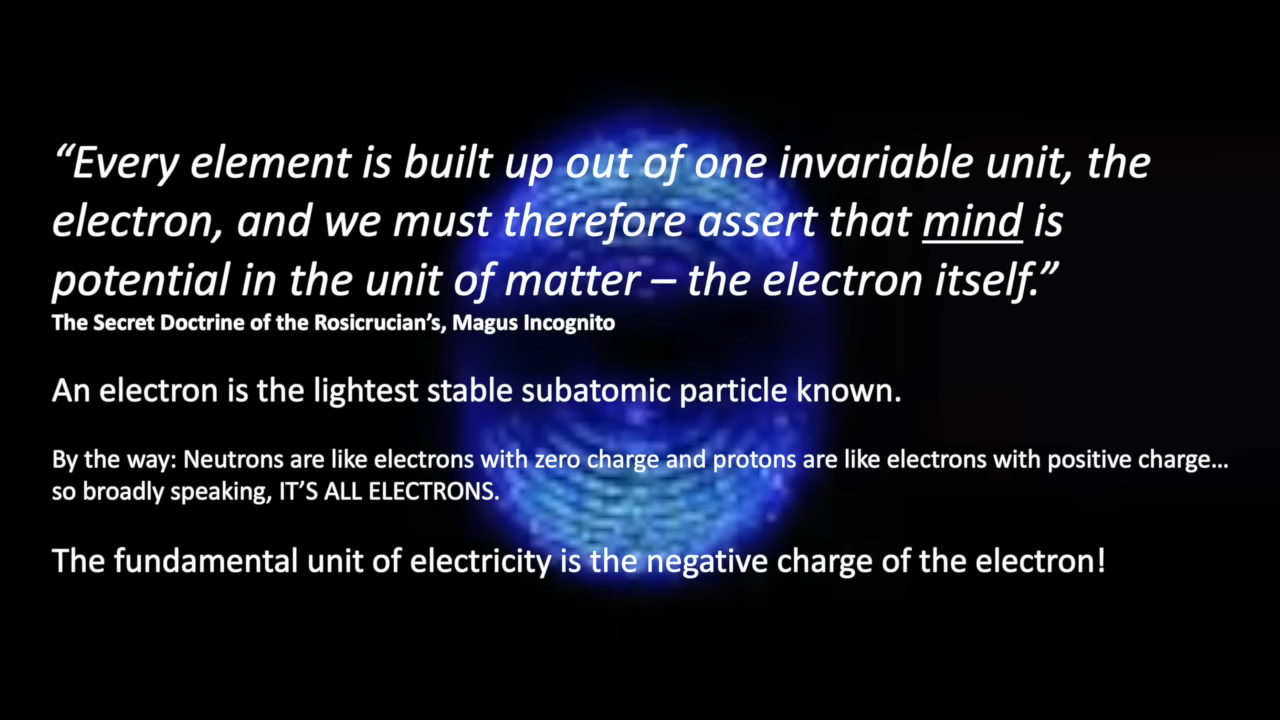 “Every element is built up out of one invariable unit, the
electron, and we must therefore assert that mind is
potential in the unit of matter – the electron itself.”
The Secret Doctrine of the Rosicrucian’s, Magus Incognito
An electron is the lightest stable subatomic particle known.
By the way: Neutrons are like electrons with zero charge and protons are like electrons with positive charge…
so broadly speaking, IT’S ALL ELECTRONS.
The fundamental unit of electricity is the negative charge of the electron!